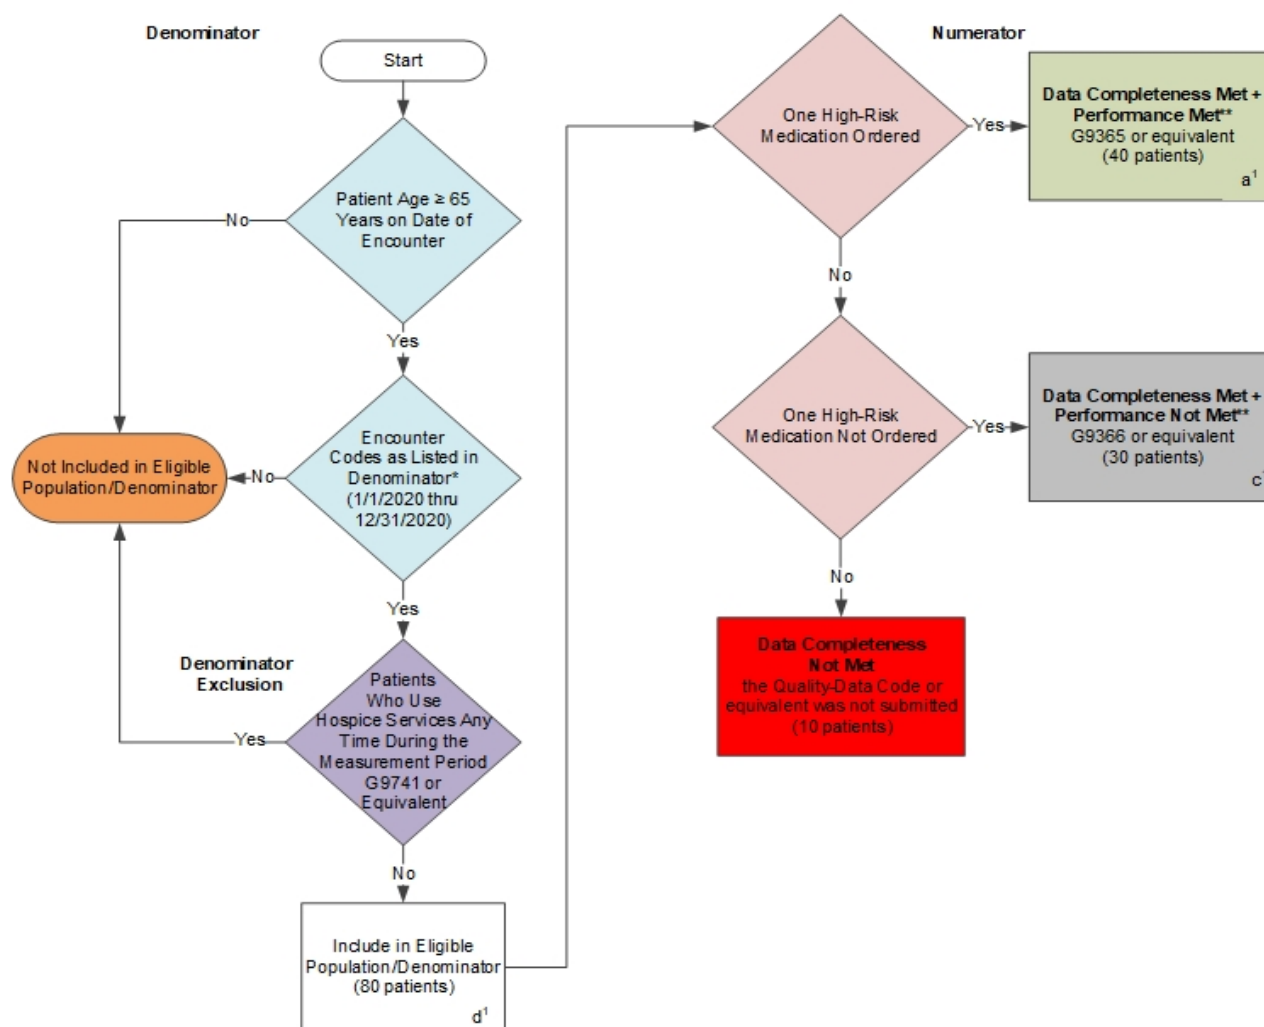 Denominator
Start
Patient Age ≥ 65
Years on Date of
Encounter
No
Yes
Encounter
Codes as Listed in
Denominator*
(1/1/2020 thru
12/31/2020)
No
Not Included in Eligible
Population/Denominator
Yes
Denominator
Exclusion
Patients
Who Use
Hospice Services Any
Time During the
Measurement Period
G9741 or
Equivalent
Yes
No
Include in Eligible
Population/Denominator
(80 patients)
d¹
Numerator
One High-Risk
Medication Ordered
Yes
Data Completeness Met +
Performance Met**
G9365 or equivalent
(40 patients)
a¹
No
One High-Risk
Medication Not Ordered
Yes
Data Completeness Met +
Performance Not Met**
G9366 or equivalent
(30 patients)
c¹
No
Data Completeness
Not Met
the Quality-Data Code or
equivalent was not submitted
(10 patients)